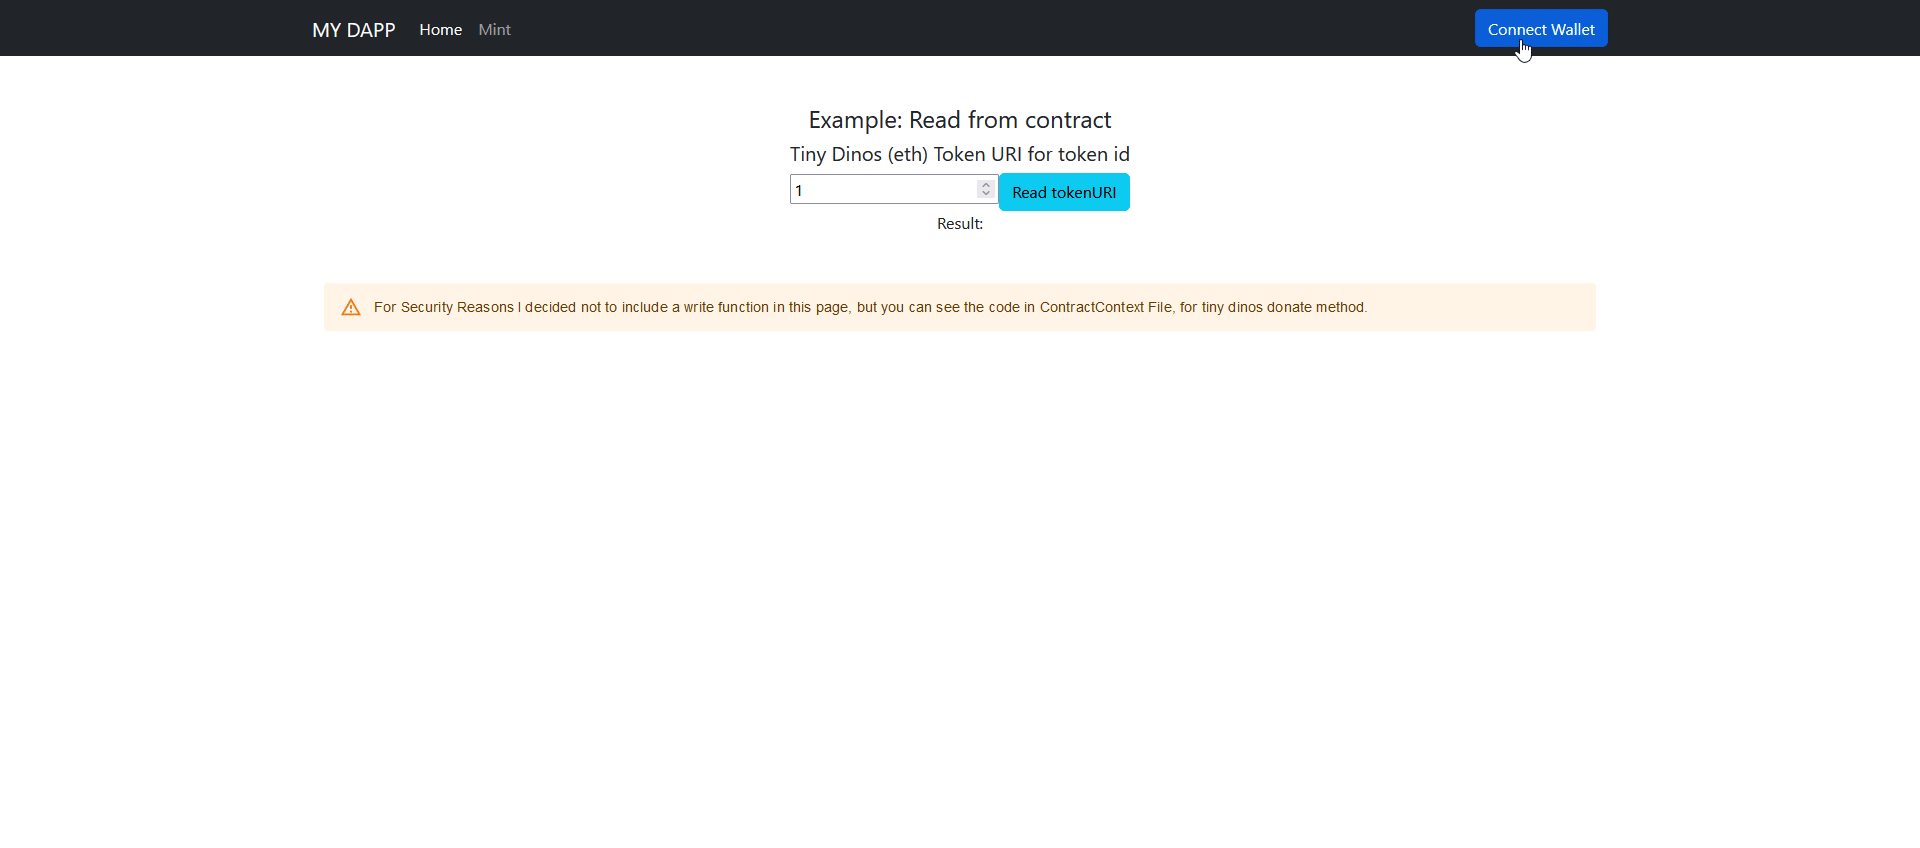 MY DAPP Home Mint Connect Wallet
Example: Read from contract
Tiny Dinos (eth) Token URI for token id
1 Read tokenURI
Result:
For Security Reasons I decided not to include a write function in this page, but you can see the code in ContractContext File, for tiny dinos donate method.